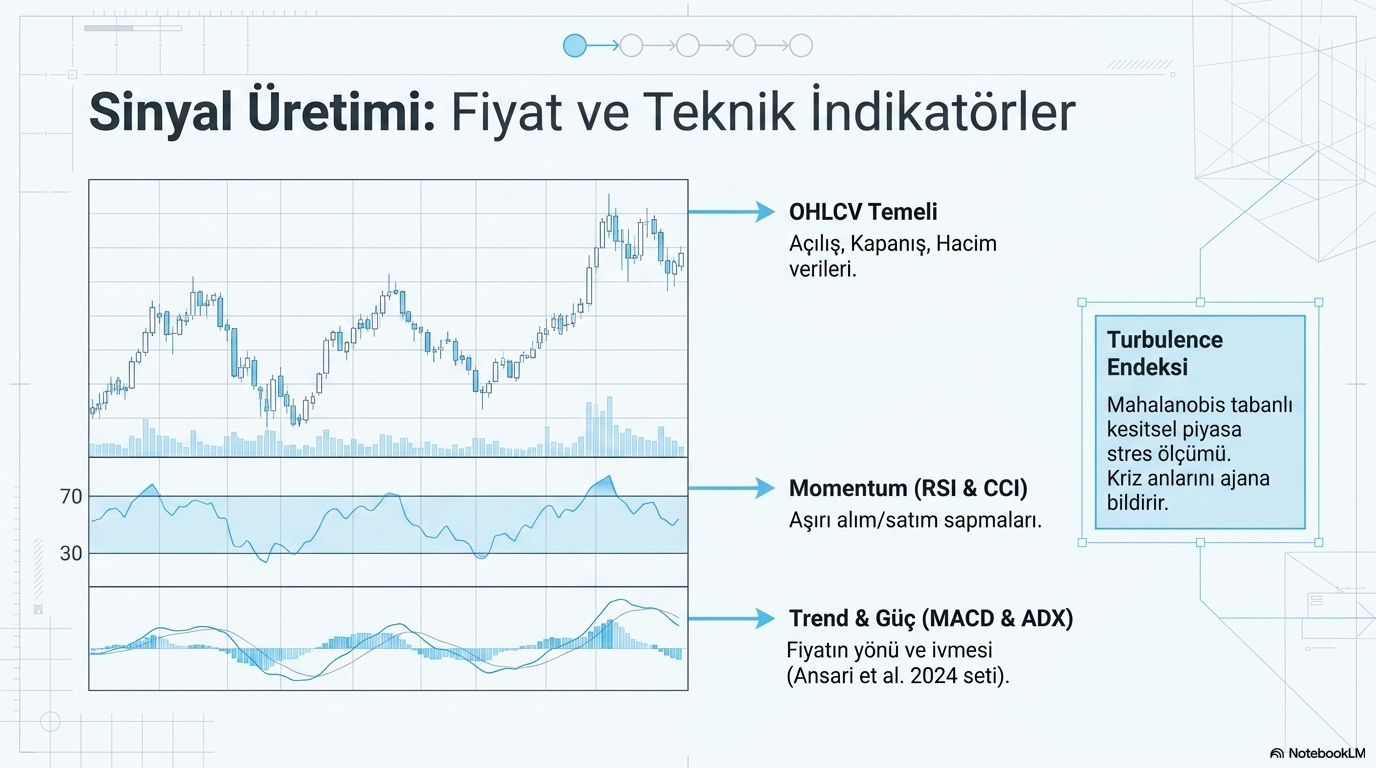 Sinyal Üretimi: Fiyat ve Teknik İndikatörler
OHLCV Temeli
Açılış, Kapanış, Hacim
verileri.
70
30
Momentum (RSI & CCI)
Aşırı alım/satım sapmaları.
Trend & Güç (MACD & ADX)
Fiyatın yönü ve ivmesi
(Ansari et al. 2024 seti).
Turbulence
Endeksi
Mahalanobis tabanlı
kesitsel piyasa
stres ölçümü.
Kriz anlarını ajana
bildirir.
NotebookLM